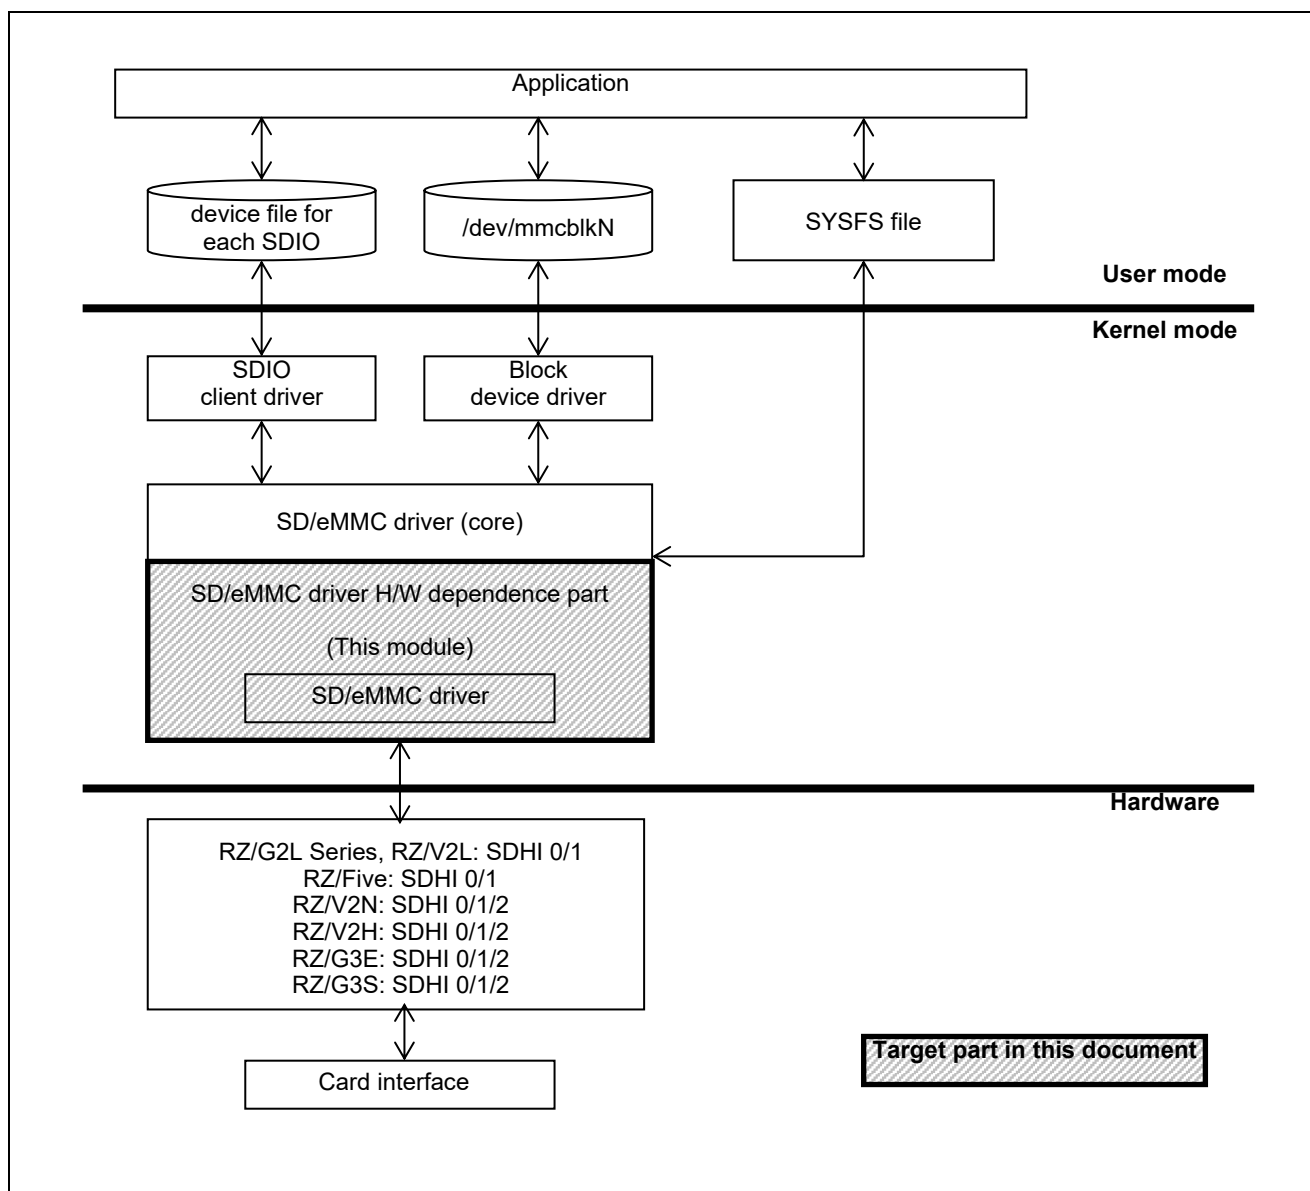 Application
device file for
each SDIO
/dev/mmcblkN
SYSFS file
User mode
Kernel mode
SDIO
client driver
Block
device driver
SD/eMMC driver (core)
SD/eMMC driver H/W dependence part
(This module)
SD/eMMC driver
Hardware
RZ/G2L Series, RZ/V2L: SDHI 0/1
RZ/Five: SDHI 0/1
RZ/V2N: SDHI 0/1/2
RZ/V2H: SDHI 0/1/2
RZ/G3E: SDHI 0/1/2
RZ/G3S: SDHI 0/1/2
Target part in this document
Card interface